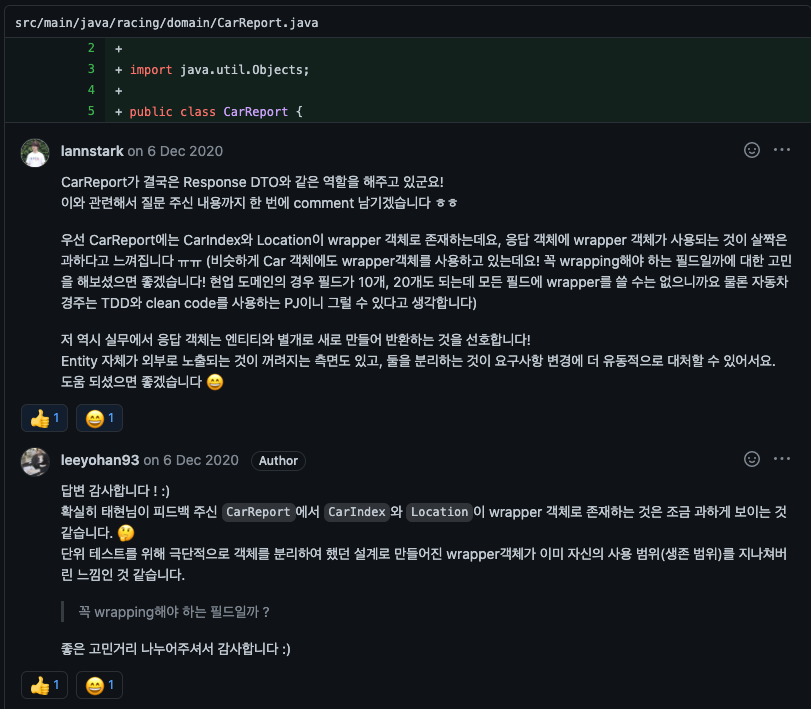 src/main/java/racing/domain/CarReport.java
2 +
3 + import java.util.Objects;
4 +
5 + public class CarReport {
lannstark on 6 Dec 2020
CarReport가 결국은 Response DTO와 같은 역할을 해주고 있군요!
이와 관련해서 질문 주신 내용까지 한 번에 comment 남기겠습니다 ㅎㅎ
우선 CarReport에는 CarIndex와 Location이 wrapper 객체로 존재하는데요, 응답 객체에 wrapper 객체가 사용되는 것이 살짝은
과하다고 느껴집니다 ㅠㅠ (비슷하게 Car 객체에도 wrapper객체를 사용하고 있는데요! 꼭 wrapping해야 하는 필드일까에 대한 고민
을 해보셨으면 좋겠습니다! 현업 도메인의 경우 필드가 10개, 20개도 되는데 모든 필드에 wrapper를 쓸 수는 없으니까요 물론 자동차
경주는 TDD와 clean code를 사용하는 PJ이니 그럴 수 있다고 생각합니다)
저 역시 실무에서 응답 객체는 엔티티와 별개로 새로 만들어 반환하는 것을 선호합니다!
Entity 자체가 외부로 노출되는 것이 꺼려지는 측면도 있고, 둘을 분리하는 것이 요구사항 변경에 더 유동적으로 대처할 수 있어서요.
도움 되셨으면 좋겠습니다 😄
👍 1 😄 1
leeyohan93 on 6 Dec 2020 Author
답변 감사합니다 ! :)
확실히 태현님이 피드백 주신 CarReport에서 CarIndex와 Location이 wrapper 객체로 존재하는 것은 조금 과하게 보이는 것
같습니다. 🤔
단위 테스트를 위해 극단적으로 객체를 분리하여 했던 설계로 만들어진 wrapper객체가 이미 자신의 사용 범위(생존 범위)를 지나쳐버
린 느낌인 것 같습니다.
꼭 wrapping해야 하는 필드일까 ?
좋은 고민거리 나누어주셔서 감사합니다 :)
👍 1 😄 1